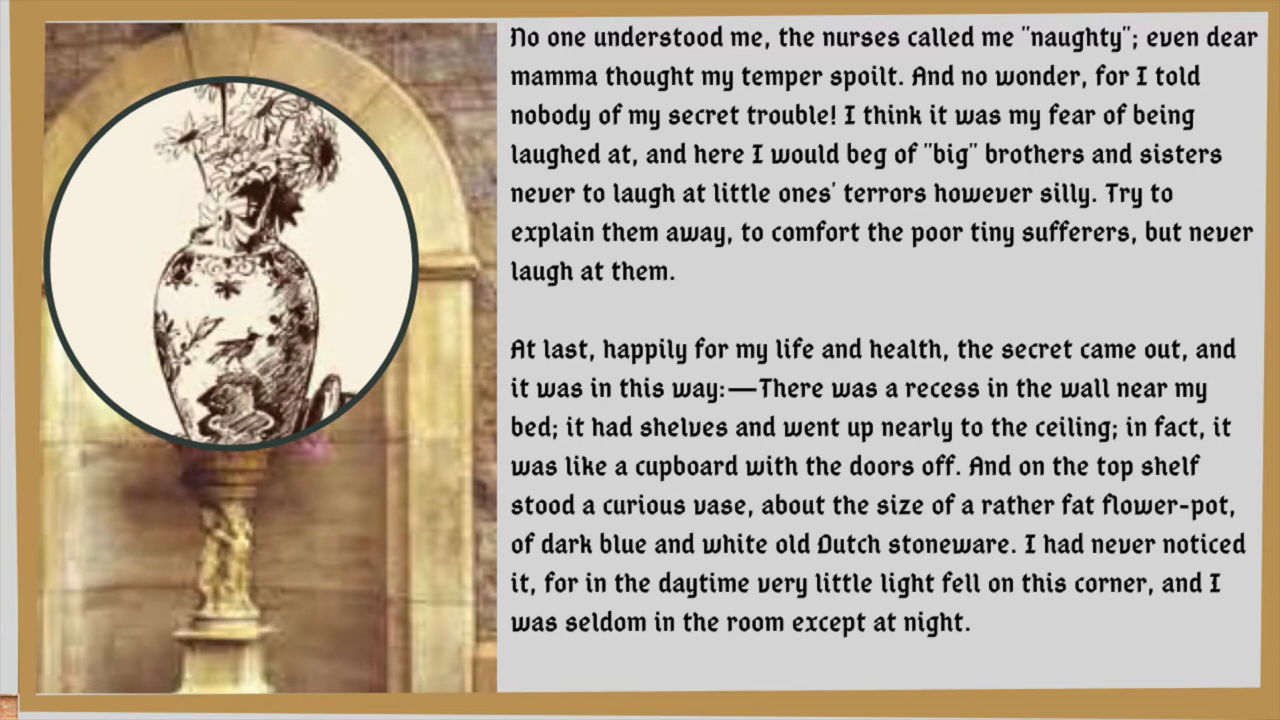 No one understood me, the nurses called me "naughty"; even dear
mamma thought my temper spoilt. And no wonder, for I told
nobody of my secret trouble! I think it was my fear of being
laughed at, and here I would beg of "big" brothers and sisters
never to laugh at little ones' terrors however silly. Try to
explain them away, to comfort the poor tiny sufferers, but never
laugh at them.
At last, happily for my life and health, the secret came out, and
it was in this way:—There was a recess in the wall near my
bed; it had shelves and went up nearly to the ceiling; in fact, it
was like a cupboard with the doors off. And on the top shelf
stood a curious vase, about the size of a rather fat flower-pot,
of dark blue and white old Dutch stoneware. I had never noticed
it, for in the daytime very little light fell on this corner, and I
was seldom in the room except at night.